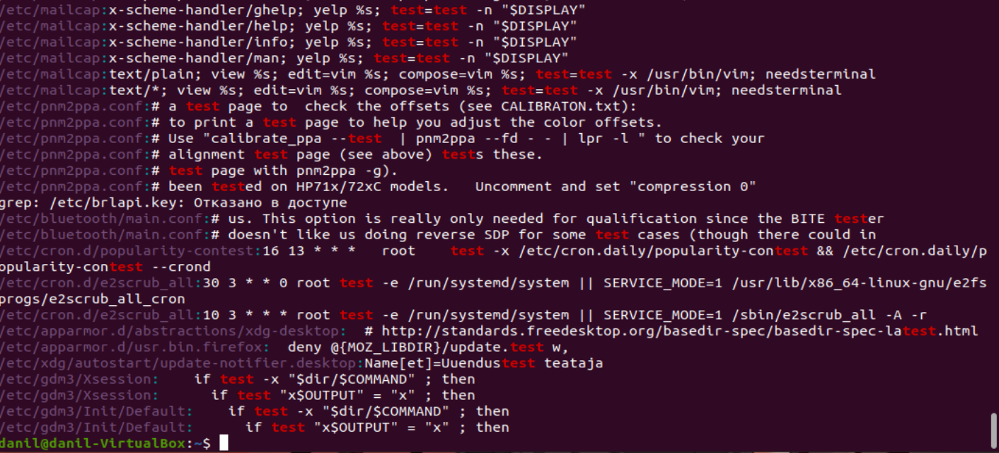 /etc/mailcap:x-scheme-handler/ghelp; yelp %s; test=test -n "$DISPLAY"
/etc/mailcap:x-scheme-handler/help; yelp %s; test=test -n "$DISPLAY"
/etc/mailcap:x-scheme-handler/info; yelp %s; test=test -n "$DISPLAY"
/etc/mailcap:x-scheme-handler/man; yelp %s; test=test -n "$DISPLAY"
/etc/mailcap:text/plain; view %s; edit=vim %s; compose=vim %s; test=test -x /usr/bin/vim; needsterminal
/etc/mailcap:text/*; view %s; edit=vim %s; compose=vim %s; test=test -x /usr/bin/vim; needsterminal
/etc/pnm2ppa.conf:# a test page to  check the offsets (see CALIBRATON.txt):
/etc/pnm2ppa.conf:# to print a test page to help you adjust the color offsets.
/etc/pnm2ppa.conf:# Use "calibrate_ppa --test  | pnm2ppa --fd - - | lpr -l " to check your
/etc/pnm2ppa.conf:# alignment test page (see above) tests these.
/etc/pnm2ppa.conf:# test page with pnm2ppa -g).
/etc/pnm2ppa.conf:# been tested on HP71x/72xC models.   Uncomment and set "compression 0"
grep: /etc/brlapi.key: Отказано в доступе
/etc/bluetooth/main.conf:# us. This option is really only needed for qualification since the BITE tester
/etc/bluetooth/main.conf:# doesn't like us doing reverse SDP for some test cases (though there could in
/etc/cron.d/popularity-contest:16 13 * * *   root    test -x /etc/cron.daily/popularity-contest && /etc/cron.daily/p
opularity-contest --crond
/etc/cron.d/e2scrub_all:30 3 * * 0 root test -e /run/systemd/system || SERVICE_MODE=1 /usr/lib/x86_64-linux-gnu/e2fs
progs/e2scrub_all_cron
/etc/cron.d/e2scrub_all:10 3 * * * root test -e /run/systemd/system || SERVICE_MODE=1 /sbin/e2scrub_all -A -r
/etc/apparmor.d/abstractions/xdg-desktop:  # http://standards.freedesktop.org/basedir-spec/basedir-spec-latest.html
/etc/apparmor.d/usr.bin.firefox:  deny @{MOZ_LIBDIR}/update.test w,
/etc/xdg/autostart/update-notifier.desktop:Name[et]=Uuendustest teataja
/etc/gdm3/Xsession:    if test -x "$dir/$COMMAND" ; then
/etc/gdm3/Xsession:      if test "x$OUTPUT" = "x" ; then
/etc/gdm3/Init/Default:    if test -x "$dir/$COMMAND" ; then
/etc/gdm3/Init/Default:      if test "x$OUTPUT" = "x" ; then
danil@danil-VirtualBox:~$